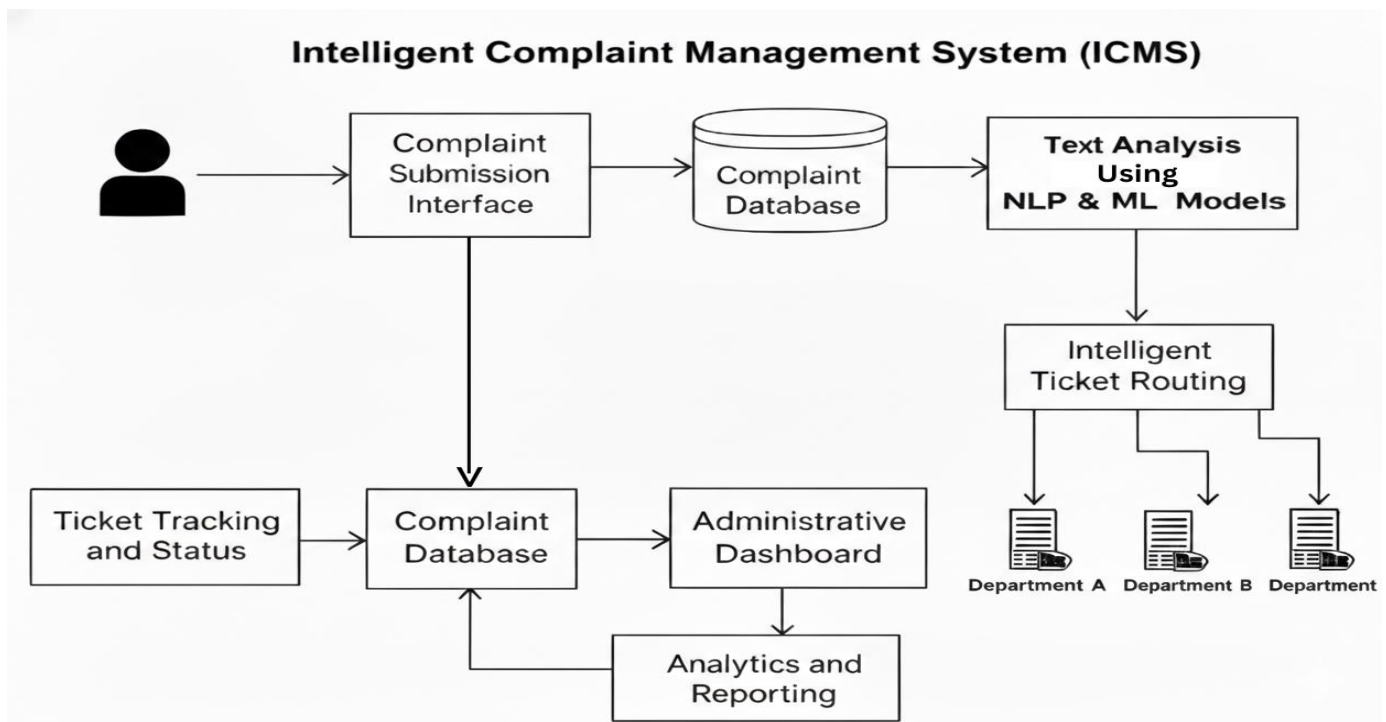 Intelligent Complaint Management System (ICMS)
Complaint
Submission
Interface
Complaint
Database
Text Analysis
Using
NLP & ML Models
Intelligent
Ticket Routing
Department A
Department B
Department
Ticket Tracking
and Status
Complaint
Database
Administrative
Dashboard
Analytics and
Reporting